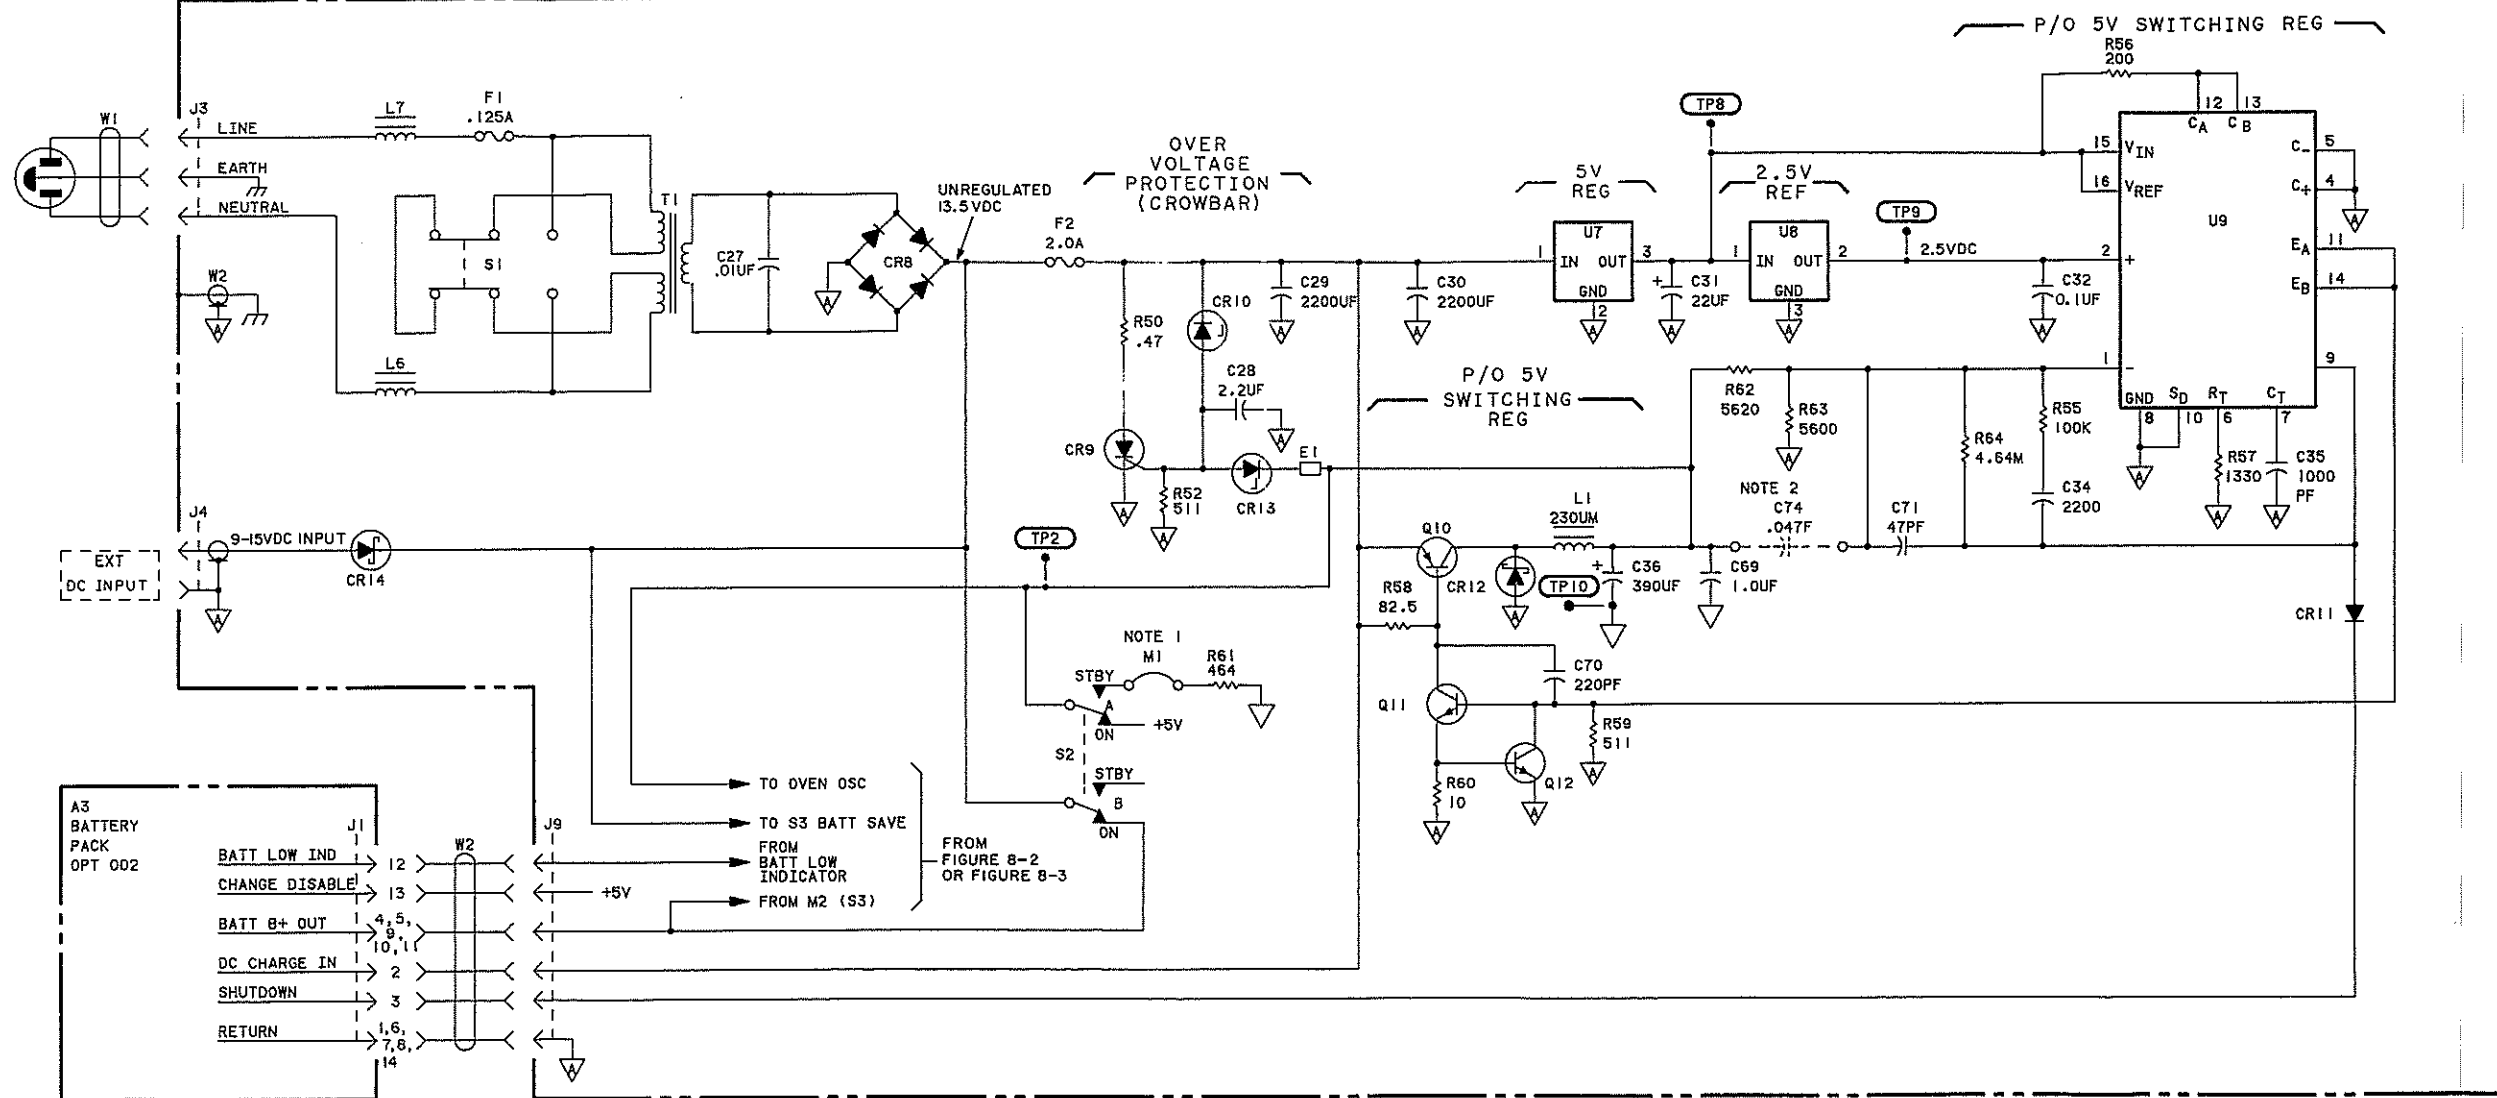 P/O 5V SWITCHING REG
R56
200
12 13
CA CB
TP8
15 VIN
16 VREF
C- 5
C+ 4
A
U9
EA 11
EB 14
2 +
1 -
9
GND SD RT CT
8 10 6 7
W1
J3
LINE
EARTH
NEUTRAL
L7
F1
.125A
S1
L6
T1
W2
A
C27
.01UF
CR8
A
UNREGULATED
13.5VDC
F2
2.0A
OVER
VOLTAGE
PROTECTION
(CROWBAR)
R50
.47
CR10
C28
2.2UF
A
CR9
A
R52
511
A
CR13
E1
C29
2200UF
A
C30
2200UF
A
5V
REG
U7
1 IN OUT 3
GND
2
A
C31
+ 22UF
A
2.5V
REF
U8
1 IN OUT 2
GND
3
A
TP9
2.5VDC
C32
0.1UF
A
P/O 5V
SWITCHING
REG
R62
5620
R63
5600
A
R64
4.64M
R55
100K
C34
2200
A
R57
1330
A
C35
1000
PF
A
NOTE 2
C74
.047F
C71
47PF
Q10
L1
230UM
CR12
A
TP10
+ C36
390UF
C69
1.0UF
R58
82.5
CR11
C70
220PF
Q11
R59
511
A
Q12
A
R60
10
A
J4
EXT
DC INPUT
9-15VDC INPUT
A
CR14
TP2
NOTE 1
M1
R61
464
STBY
A
ON
+5V
S2
STBY
B
ON
TO OVEN OSC
TO S3 BATT SAVE
FROM
BATT LOW
INDICATOR
FROM M2 (S3)
FROM
FIGURE 8-2
OR FIGURE 8-3
A3
BATTERY
PACK
OPT 002
J1
W2
J9
BATT LOW IND 12
CHANGE DISABLE 13
+5V
BATT B+ OUT 4,5,
9,
10,11
DC CHARGE IN 2
SHUTDOWN 3
RETURN 1,6,
7,8,
14
A